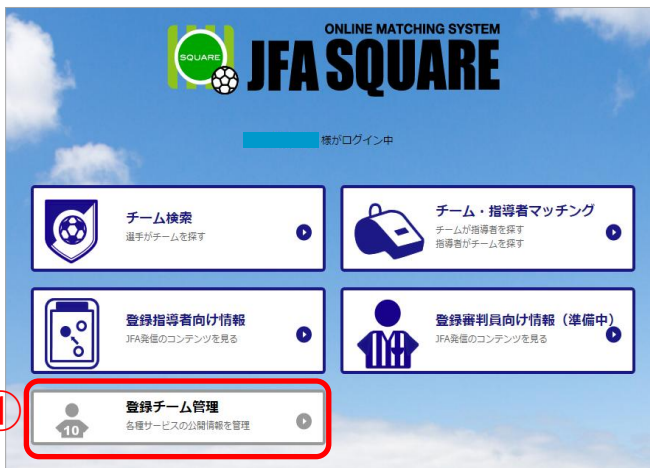 ONLINE MATCHING SYSTEM
SQUARE
JFA SQUARE
様がログイン中
チーム検索
選手がチームを探す
チーム・指導者マッチング
チームが指導者を探す
指導者がチームを探す
登録指導者向け情報
JFA発信のコンテンツを見る
登録審判員向け情報（準備中）
JFA発信のコンテンツを見る
登録チーム管理
各種サービスの公開情報を管理
10